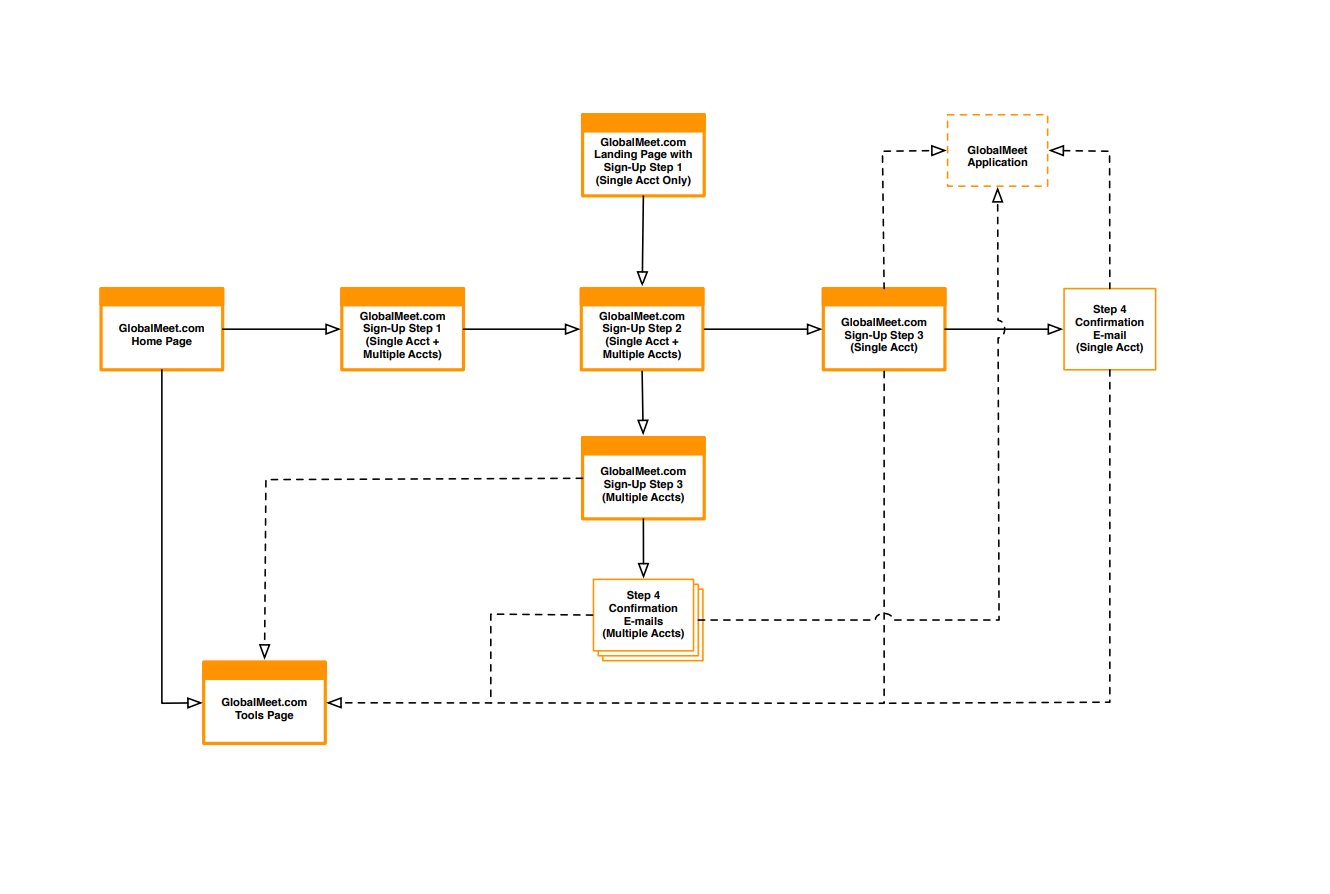 GlobalMeet.com
Landing Page with
Sign-Up Step 1
(Single Acct Only)
GlobalMeet
Application
GlobalMeet.com
Home Page
GlobalMeet.com
Sign-Up Step 1
(Single Acct +
Multiple Accts)
GlobalMeet.com
Sign-Up Step 2
(Single Acct +
Multiple Accts)
GlobalMeet.com
Sign-Up Step 3
(Single Acct)
Step 4
Confirmation
E-mail
(Single Acct)
GlobalMeet.com
Sign-Up Step 3
(Multiple Accts)
Step 4
Confirmation
E-mails
(Multiple Accts)
GlobalMeet.com
Tools Page